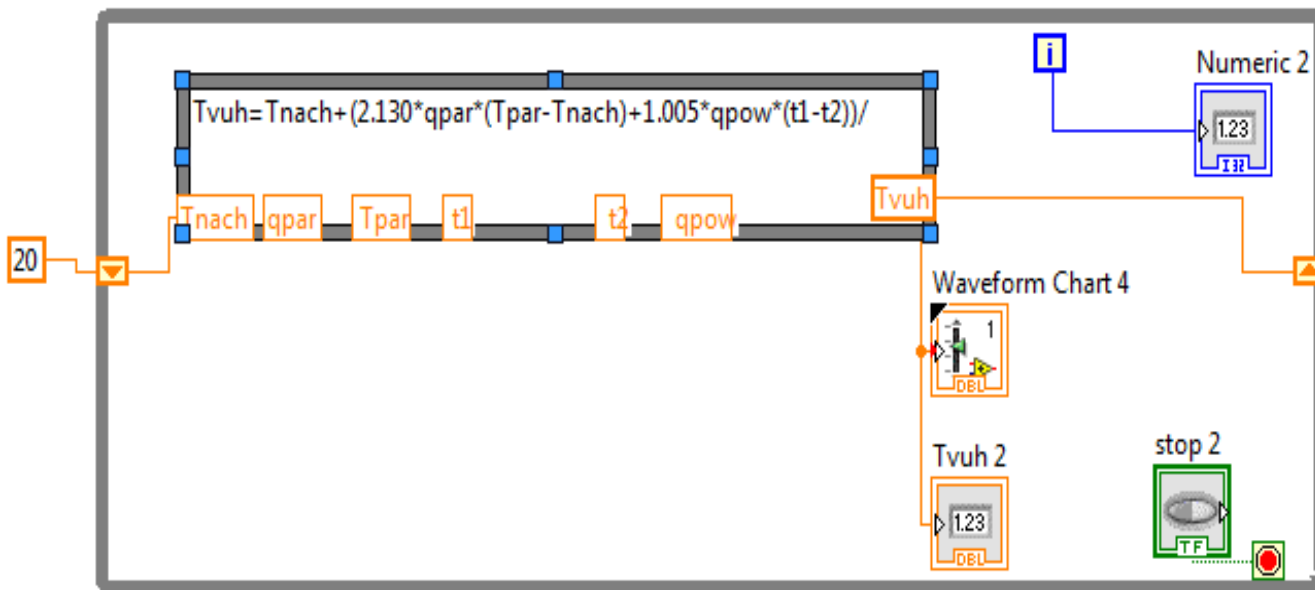 i
Numeric 2
1.23
I32
Tvuh=Tnach+(2.130*qpar*(Tpar-Tnach)+1.005*qpow*(t1-t2))/
Tnach qpar Tpar t1 t2 qpow Tvuh
20
Waveform Chart 4
1
DBL
Tvuh 2
1.23
DBL
stop 2
TF